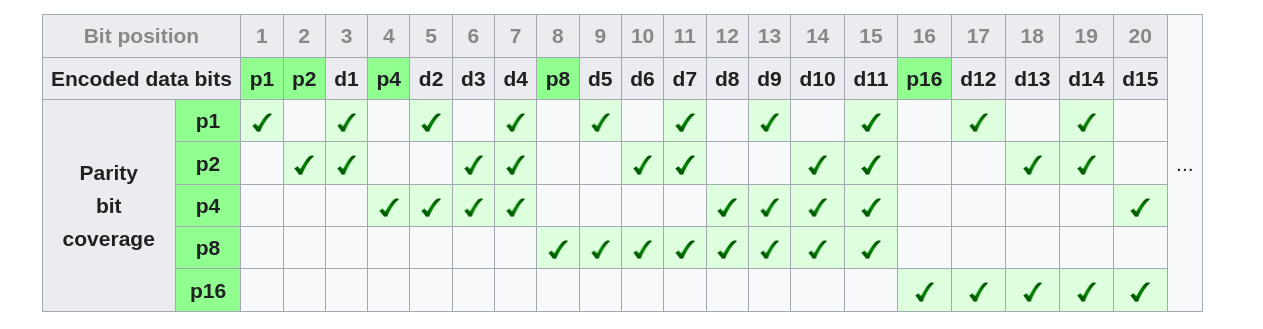 Bit position 1 2 3 4 5 6 7 8 9 10 11 12 13 14 15 16 17 18 19 20
Encoded data bits p1 p2 d1 p4 d2 d3 d4 p8 d5 d6 d7 d8 d9 d10 d11 p16 d12 d13 d14 d15
Parity
bit
coverage
p1 ✓ ✓ ✓ ✓ ✓ ✓ ✓ ✓ ✓ ✓
p2 ✓ ✓ ✓ ✓ ✓ ✓ ✓ ✓ ✓ ✓
p4 ✓ ✓ ✓ ✓ ✓ ✓ ✓ ✓ ✓
p8 ✓ ✓ ✓ ✓ ✓ ✓ ✓ ✓
p16 ✓ ✓ ✓ ✓ ✓
...